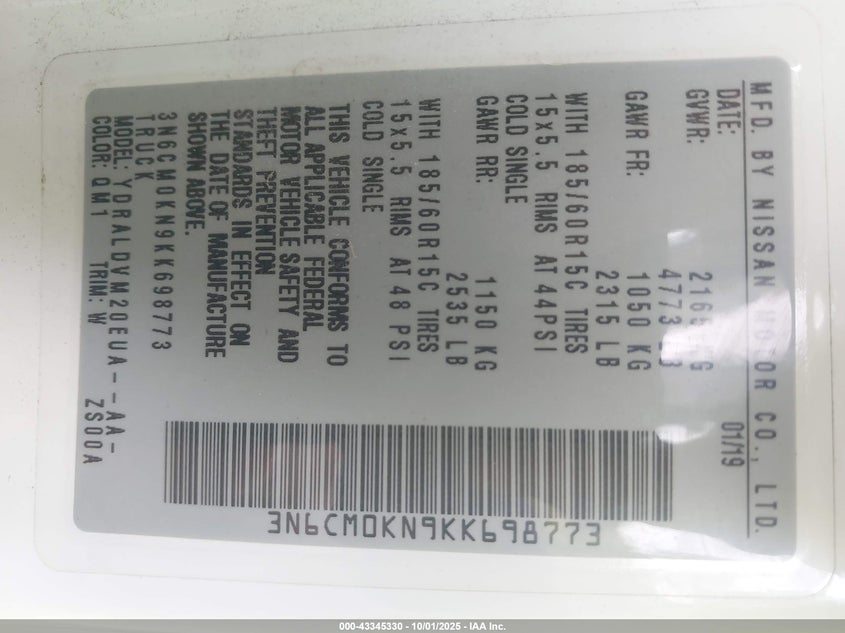 MFD. BY NISSAN MOTOR CO., LTD.
DATE: 01/19
GVWR: 2165 KG
4773 LB
GAWR FR: 1050 KG
2315 LB
WITH 185/60R15C TIRES
15x5.5 RIMS AT 44PSI
COLD SINGLE
GAWR RR: 1150 KG
2535 LB
WITH 185/60R15C TIRES
15x5.5 RIMS AT 48 PSI
COLD SINGLE
THIS VEHICLE CONFORMS TO
ALL APPLICABLE FEDERAL
MOTOR VEHICLE SAFETY AND
THEFT PREVENTION
STANDARDS IN EFFECT ON
THE DATE OF MANUFACTURE
SHOWN ABOVE.
3N6CM0KN9KK698773
TRUCK
MODEL: YDRALDVM20EUA--AA-
COLOR: QM1 TRIM: W ZS00A
3N6CM0KN9KK698773
000-43345330 - 10/01/2025 - IAA Inc.